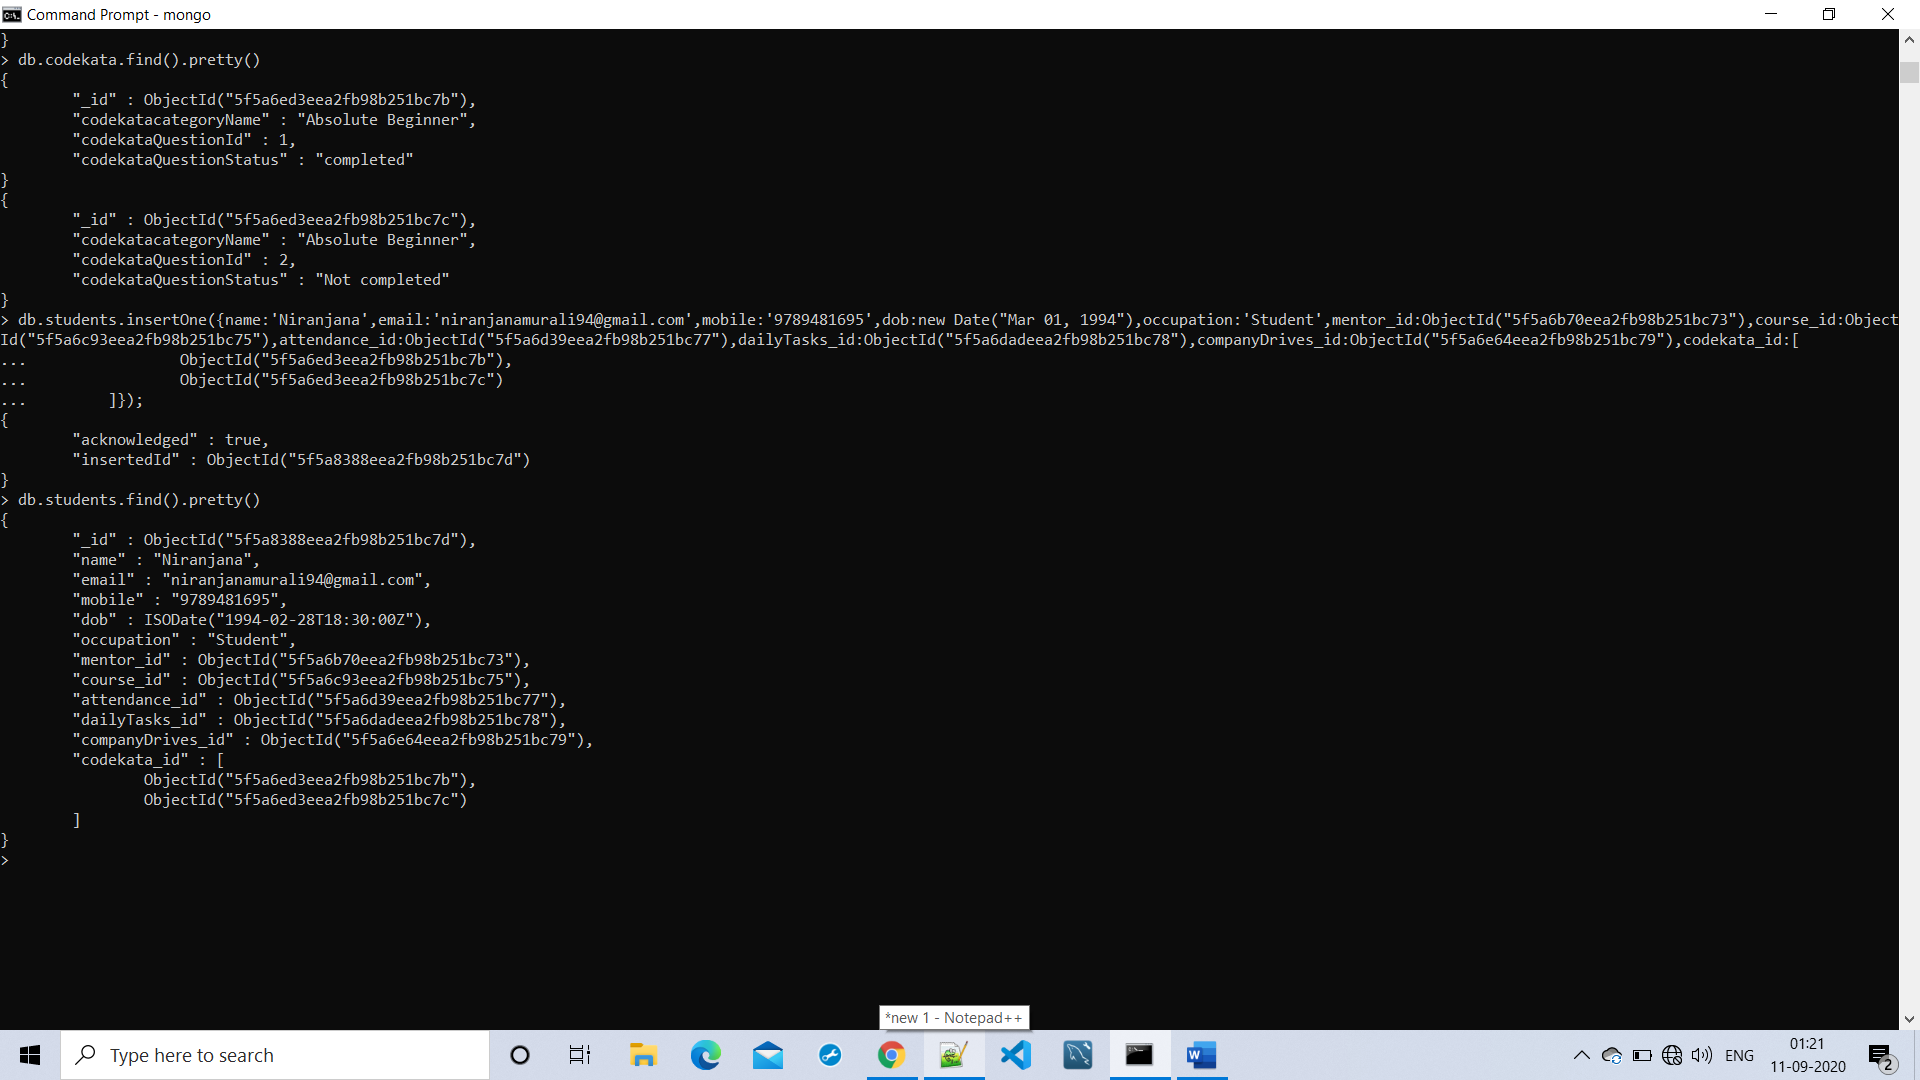 Command Prompt - mongo
}
> db.codekata.find().pretty()
{
        "_id" : ObjectId("5f5a6ed3eea2fb98b251bc7b"),
        "codekatacategoryName" : "Absolute Beginner",
        "codekataQuestionId" : 1,
        "codekataQuestionStatus" : "completed"
}
{
        "_id" : ObjectId("5f5a6ed3eea2fb98b251bc7c"),
        "codekatacategoryName" : "Absolute Beginner",
        "codekataQuestionId" : 2,
        "codekataQuestionStatus" : "Not completed"
}
> db.students.insertOne({name:'Niranjana',email:'niranjanamurali94@gmail.com',mobile:'9789481695',dob:new Date("Mar 01, 1994"),occupation:'Student',mentor_id:ObjectId("5f5a6b70eea2fb98b251bc73"),course_id:Object
Id("5f5a6c93eea2fb98b251bc75"),attendance_id:ObjectId("5f5a6d39eea2fb98b251bc77"),dailyTasks_id:ObjectId("5f5a6dadeea2fb98b251bc78"),companyDrives_id:ObjectId("5f5a6e64eea2fb98b251bc79"),codekata_id:[
...                 ObjectId("5f5a6ed3eea2fb98b251bc7b"),
...                 ObjectId("5f5a6ed3eea2fb98b251bc7c")
...         ]});
{
        "acknowledged" : true,
        "insertedId" : ObjectId("5f5a8388eea2fb98b251bc7d")
}
> db.students.find().pretty()
{
        "_id" : ObjectId("5f5a8388eea2fb98b251bc7d"),
        "name" : "Niranjana",
        "email" : "niranjanamurali94@gmail.com",
        "mobile" : "9789481695",
        "dob" : ISODate("1994-02-28T18:30:00Z"),
        "occupation" : "Student",
        "mentor_id" : ObjectId("5f5a6b70eea2fb98b251bc73"),
        "course_id" : ObjectId("5f5a6c93eea2fb98b251bc75"),
        "attendance_id" : ObjectId("5f5a6d39eea2fb98b251bc77"),
        "dailyTasks_id" : ObjectId("5f5a6dadeea2fb98b251bc78"),
        "companyDrives_id" : ObjectId("5f5a6e64eea2fb98b251bc79"),
        "codekata_id" : [
                ObjectId("5f5a6ed3eea2fb98b251bc7b"),
                ObjectId("5f5a6ed3eea2fb98b251bc7c")
        ]
}
>
*new 1 - Notepad++
Type here to search
W
ENG
01:21
11-09-2020
2